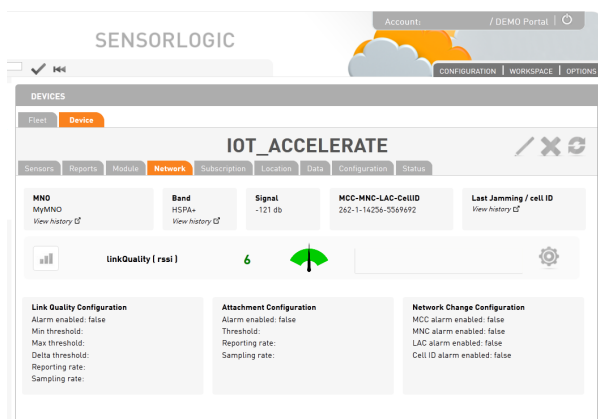 Account: / DEMO Portal
SENSORLOGIC
CONFIGURATION | WORKSPACE | OPTIONS
DEVICES
Fleet Device
IOT_ACCELERATE
Sensors Reports Module Network Subscription Location Data Configuration Status
MNO Band Signal MCC-MNC-LAC-CellID Last Jamming / cell ID
MyMNO HSPA+ -121 db 262-1-14256-5569692 View history
View history View history
linkQuality ( rssi ) 6
Link Quality Configuration
Alarm enabled: false
Min threshold:
Max threshold:
Delta threshold:
Reporting rate:
Sampling rate:
Attachment Configuration
Alarm enabled: false
Threshold:
Reporting rate:
Sampling rate:
Network Change Configuration
MCC alarm enabled: false
MNC alarm enabled: false
LAC alarm enabled: false
Cell ID alarm enabled: false